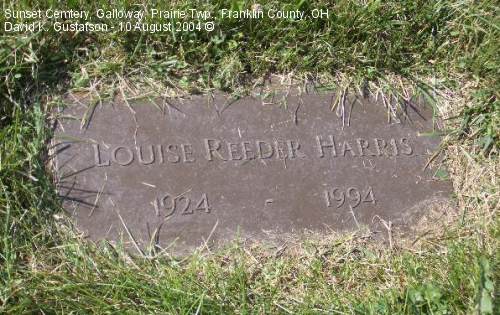 Sunset Cemtery, Galloway, Prairie Twp., Franklin County, OH
David K. Gustafson - 10 August 2004 ©
LOUISE REEDER HARRIS
1924 - 1994